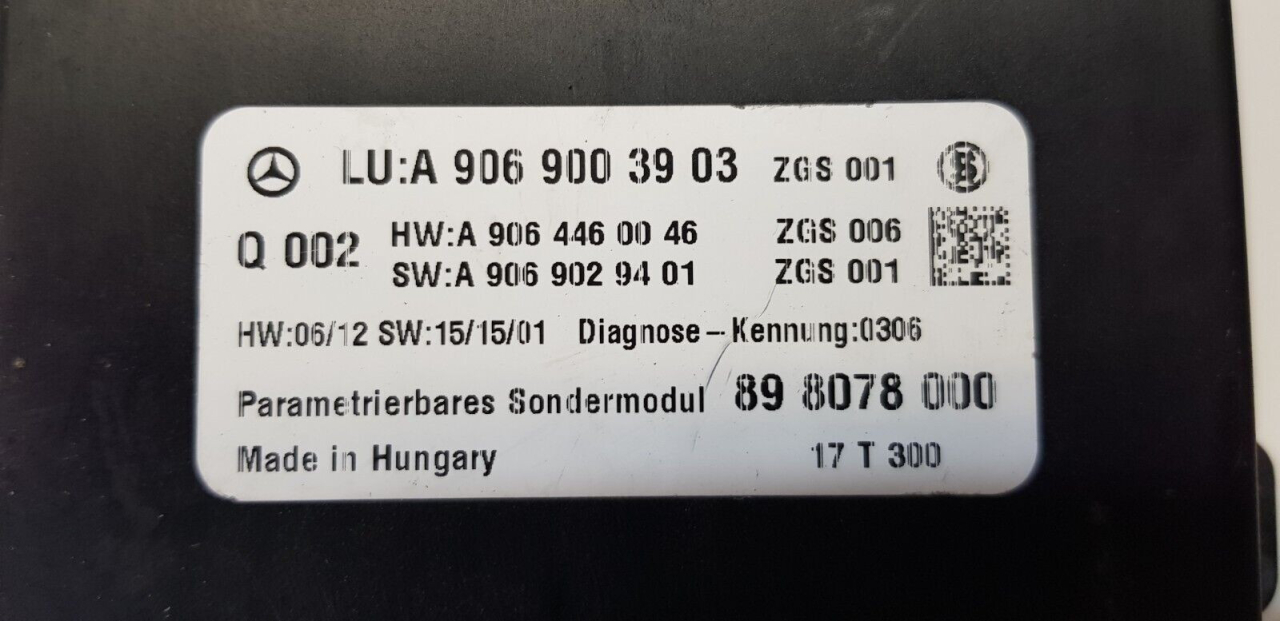 LU:A 906 900 39 03 ZGS 001
Q 002
HW:A 906 446 00 46 ZGS 006
SW:A 906 902 94 01 ZGS 001
HW:06/12 SW:15/15/01 Diagnose-Kennung:0306
Parametrierbares Sondermodul 89 8078 000
Made in Hungary 17 T 300